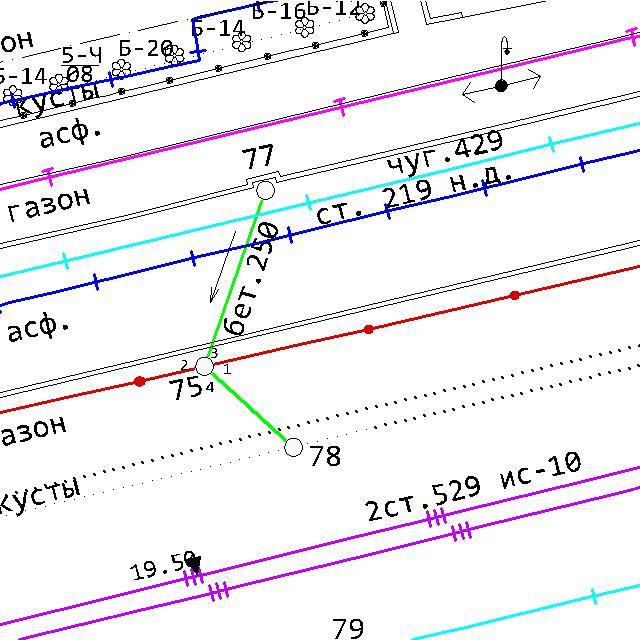 Б-16
Б-12
Б-14
он
Б-20
5-ч
08
Б-14
кусты
асф.
77
чуг.429
газон
ст. 219 н.д.
бет.250
асф.
3
2
1
75
4
азон
78
кусты
2ст.529 ис-10
19.50
79